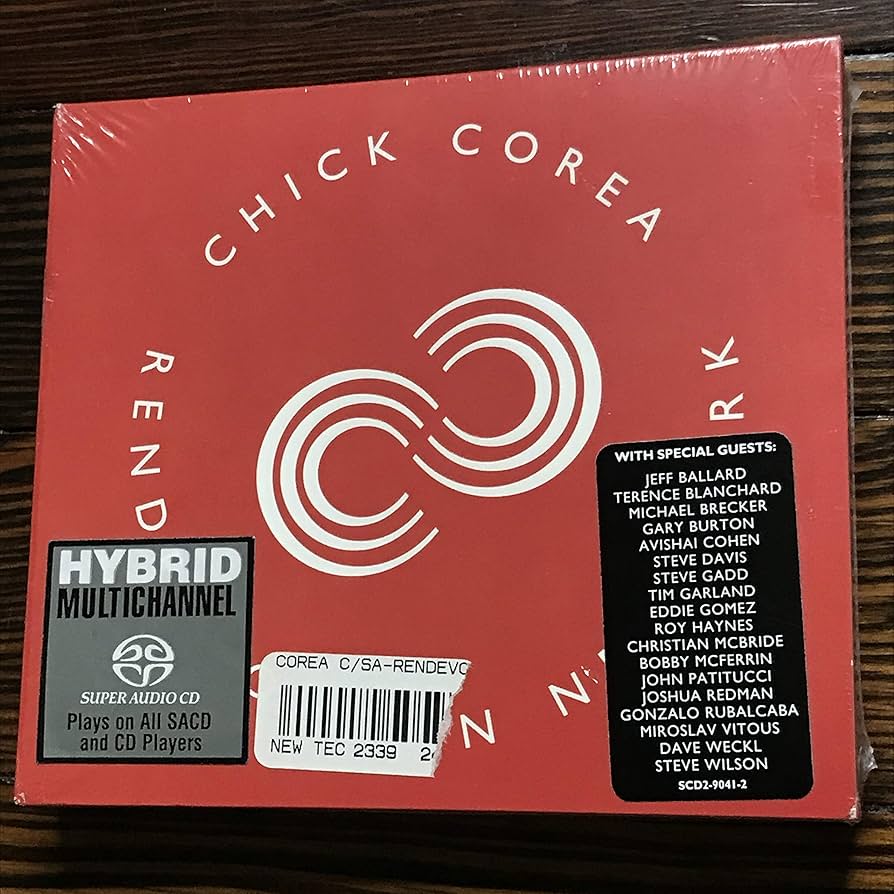 CHICK COREA
REND
N N
RK
HYBRID
MULTICHANNEL
SUPER AUDIO CD
Plays on All SACD
and CD Players
COREA C/SA-RENDEVO
NEW TEC 2339 2
WITH SPECIAL GUESTS:
JEFF BALLARD
TERENCE BLANCHARD
MICHAEL BRECKER
GARY BURTON
AVISHAI COHEN
STEVE DAVIS
STEVE GADD
TIM GARLAND
EDDIE GOMEZ
ROY HAYNES
CHRISTIAN MCBRIDE
BOBBY MCFERRIN
JOHN PATITUCCI
JOSHUA REDMAN
GONZALO RUBALCABA
MIROSLAV VITOUS
DAVE WECKL
STEVE WILSON
SCD2-9041-2